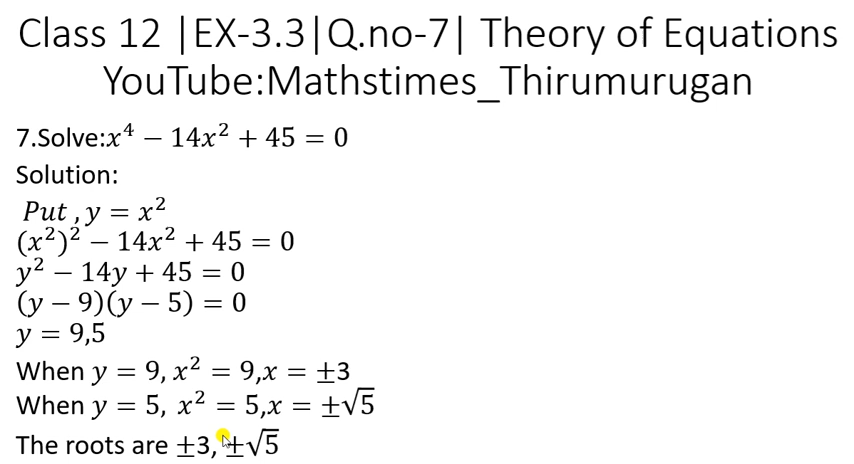 Class 12 |EX-3.3|Q.no-7| Theory of Equations
YouTube:Mathstimes_Thirumurugan
7.Solve:x⁴ − 14x² + 45 = 0
Solution:
Put ,y = x²
(x²)² − 14x² + 45 = 0
y² − 14y + 45 = 0
(y − 9)(y − 5) = 0
y = 9,5
When y = 9, x² = 9,x = ±3
When y = 5, x² = 5,x = ±√5
The roots are ±3, ±√5